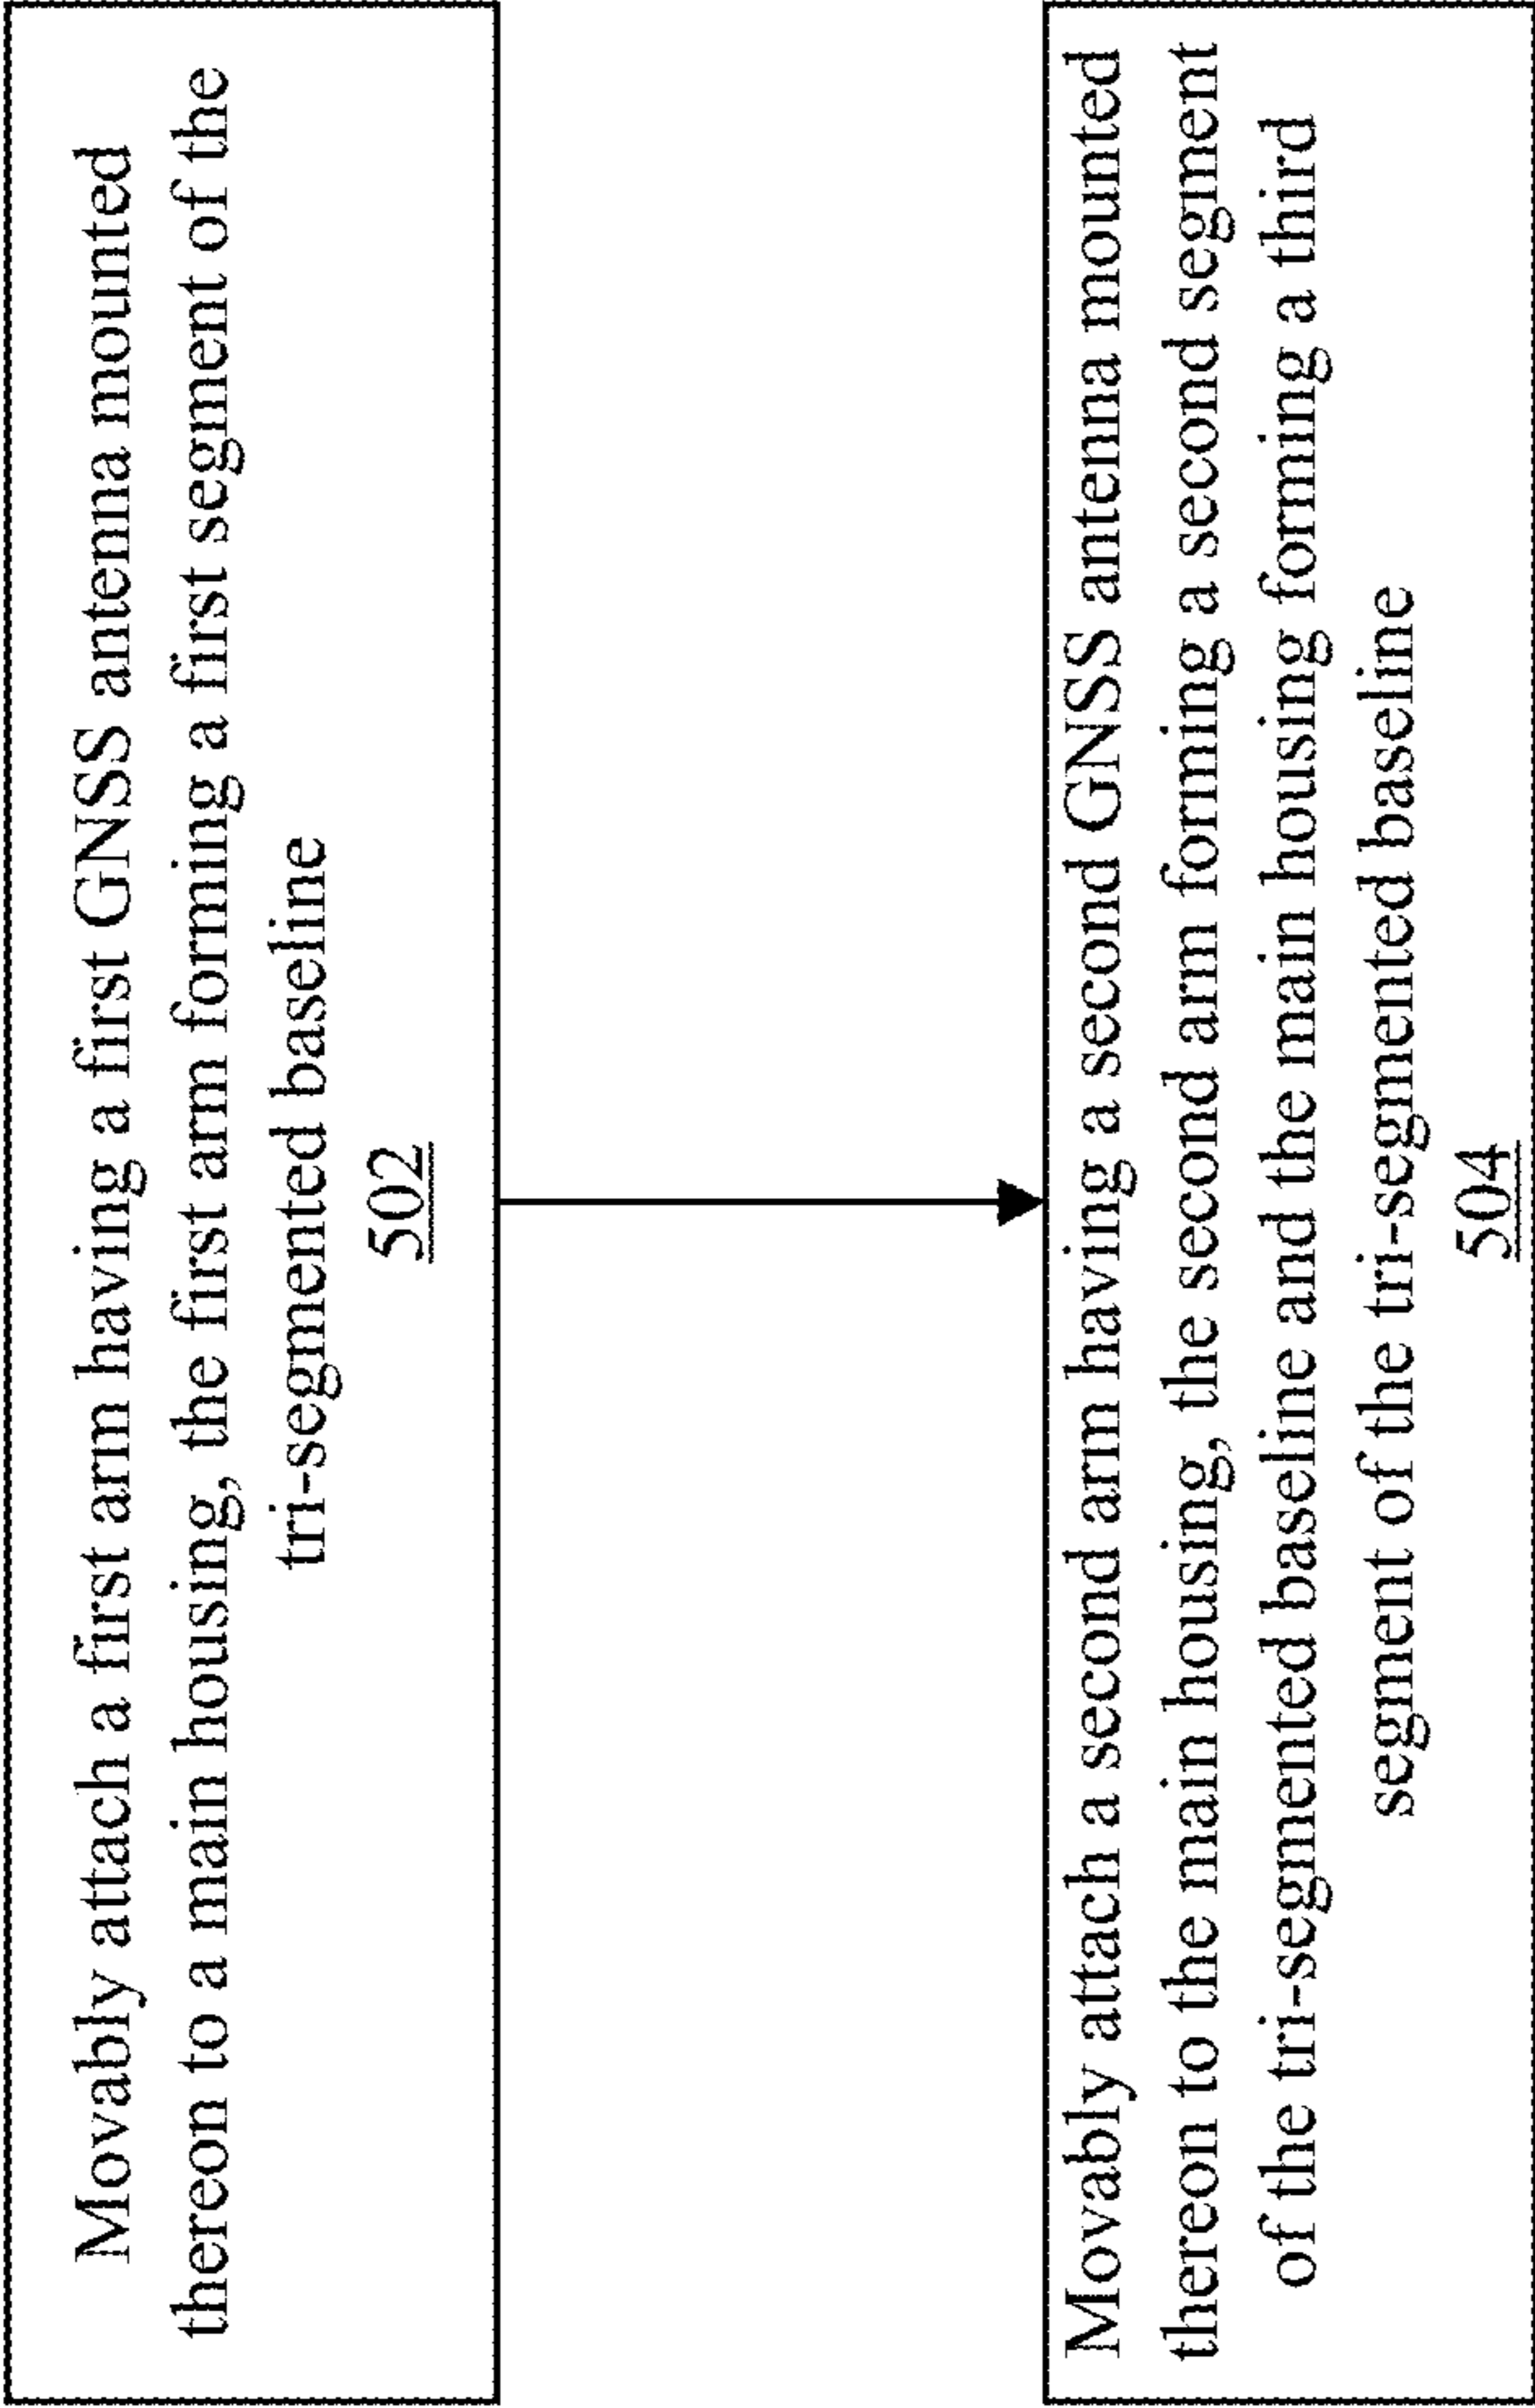 Movably attach a first arm having a first GNSS antenna mounted
thereon to a main housing, the first arm forming a first segment of the
tri-segmented baseline
502
Movably attach a second arm having a second GNSS antenna mounted
thereon to the main housing, the second arm forming a second segment
of the tri-segmented baseline and the main housing forming a third
segment of the tri-segmented baseline
504